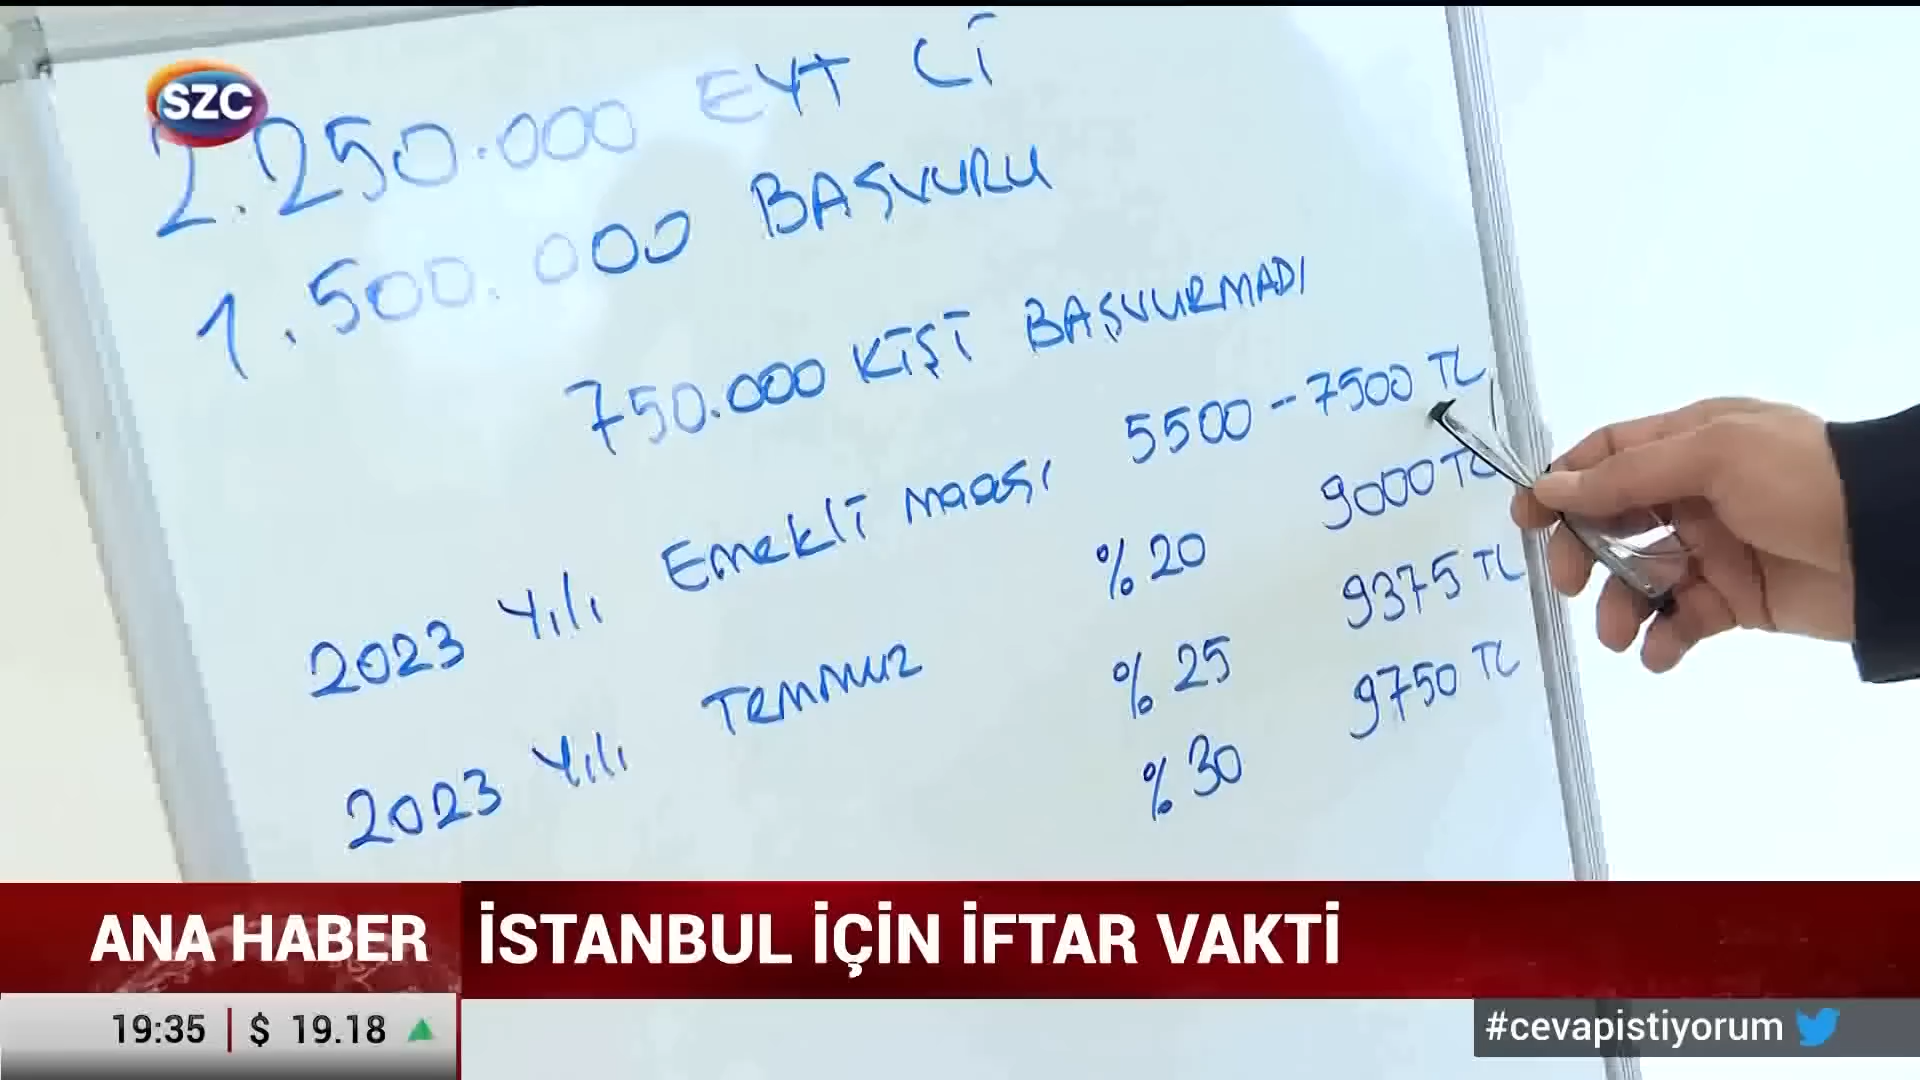 SZC
2.250.000 EYT Lİ
1.500.000 BAŞVURU
750.000 KİŞİ BAŞVURMADI
2023 Yılı Emekli maaşı 5500-7500 TL
2023 Yılı Temmuz %20 9000 TL
%25 9375 TL
%30 9750 TL
ANA HABER İSTANBUL İÇİN İFTAR VAKTİ
19:35 | $ 19.18
#cevapistiyorum